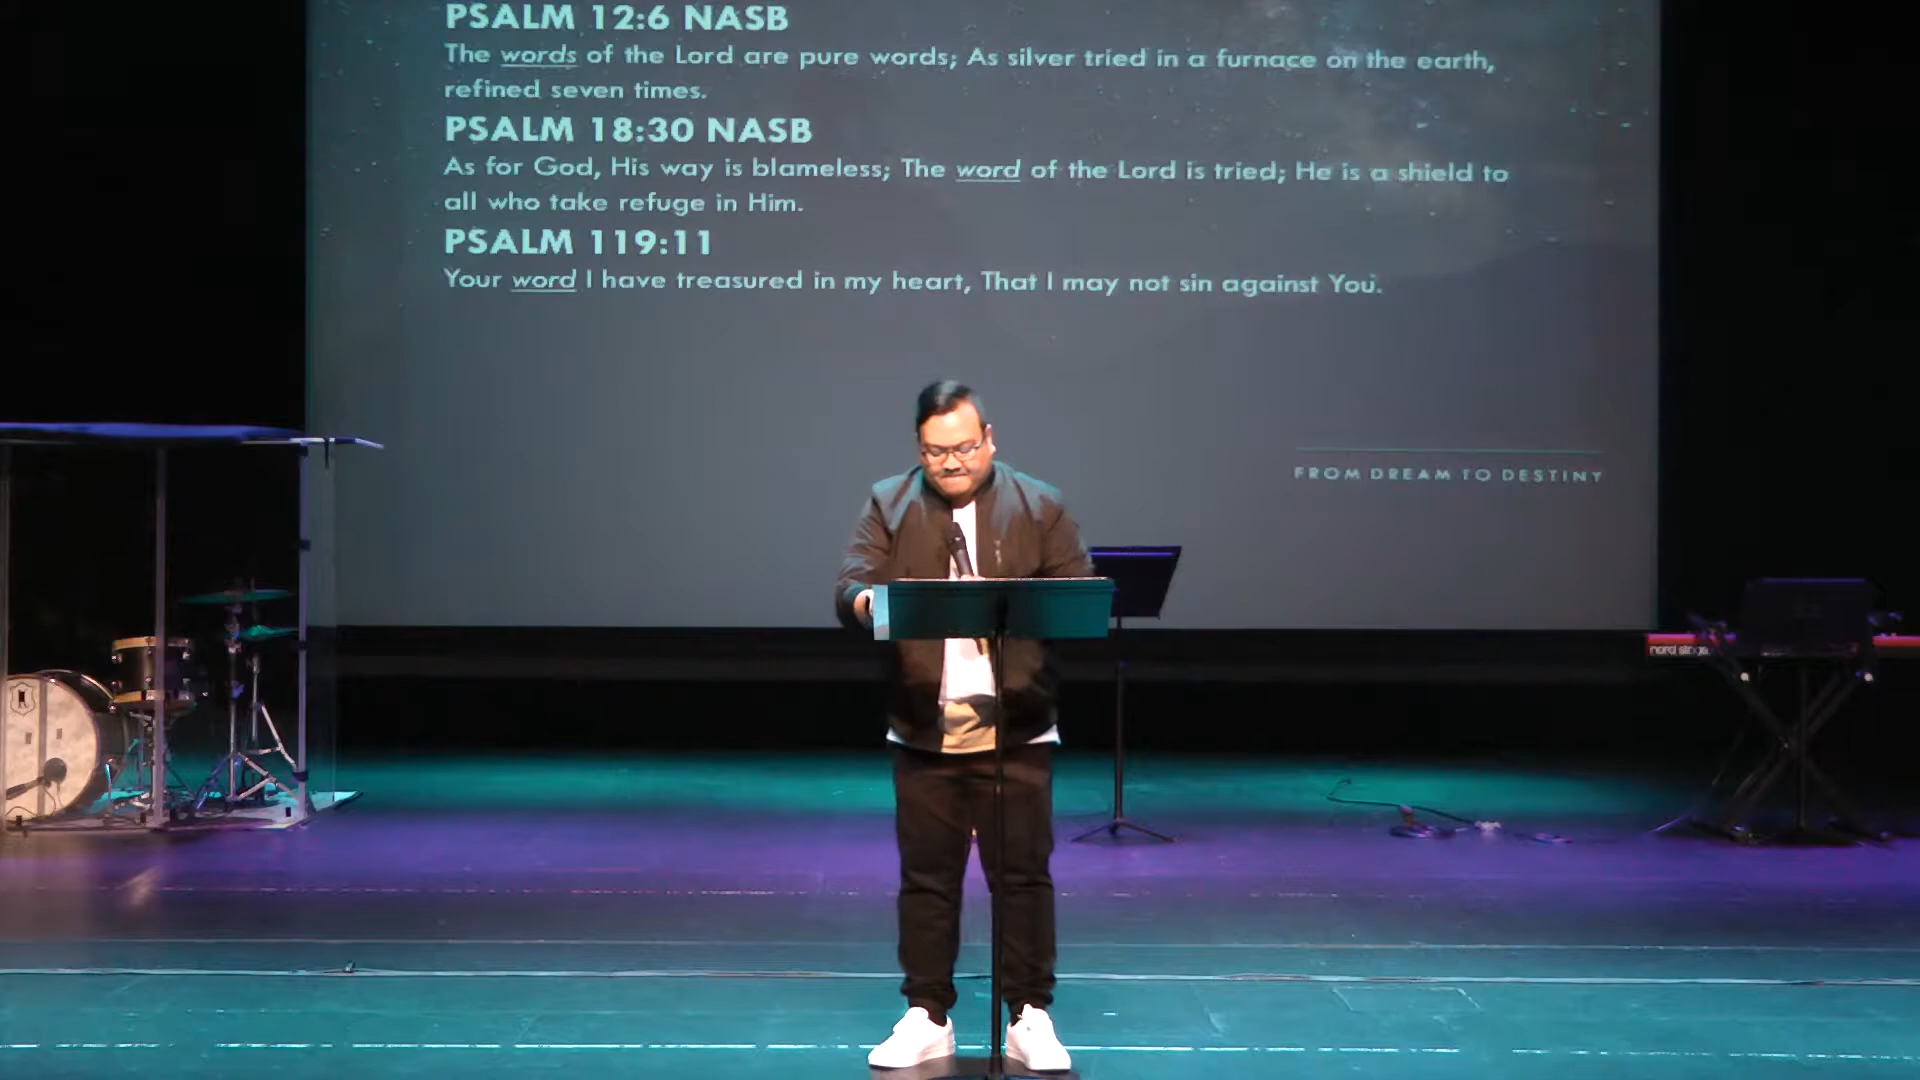 PSALM 12:6 NASB
The words of the Lord are pure words; As silver tried in a furnace on the earth,
refined seven times.
PSALM 18:30 NASB
As for God, His way is blameless; The word of the Lord is tried; He is a shield to
all who take refuge in Him.
PSALM 119:11
Your word I have treasured in my heart, That I may not sin against You.
FROM DREAM TO DESTINY
nord stage